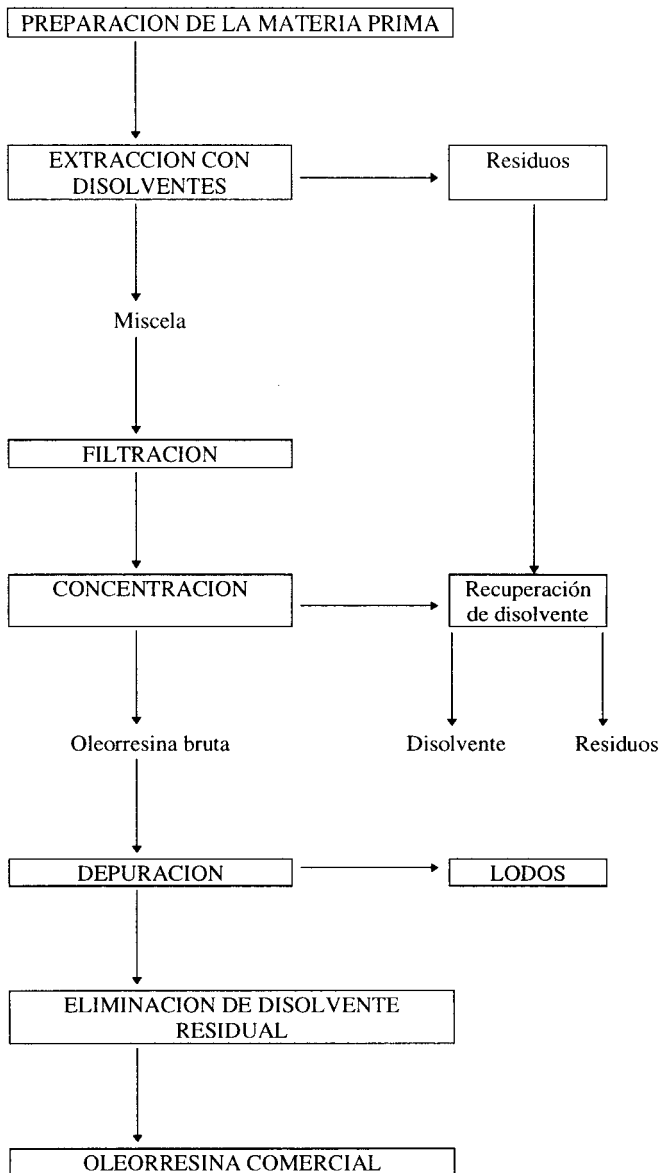 PREPARACION DE LA MATERIA PRIMA
EXTRACCION CON
DISOLVENTES
Residuos
Miscela
FILTRACION
CONCENTRACION
Recuperación
de disolvente
Oleorresina bruta
Disolvente
Residuos
DEPURACION
LODOS
ELIMINACION DE DISOLVENTE
RESIDUAL
OLEORRESINA COMERCIAL